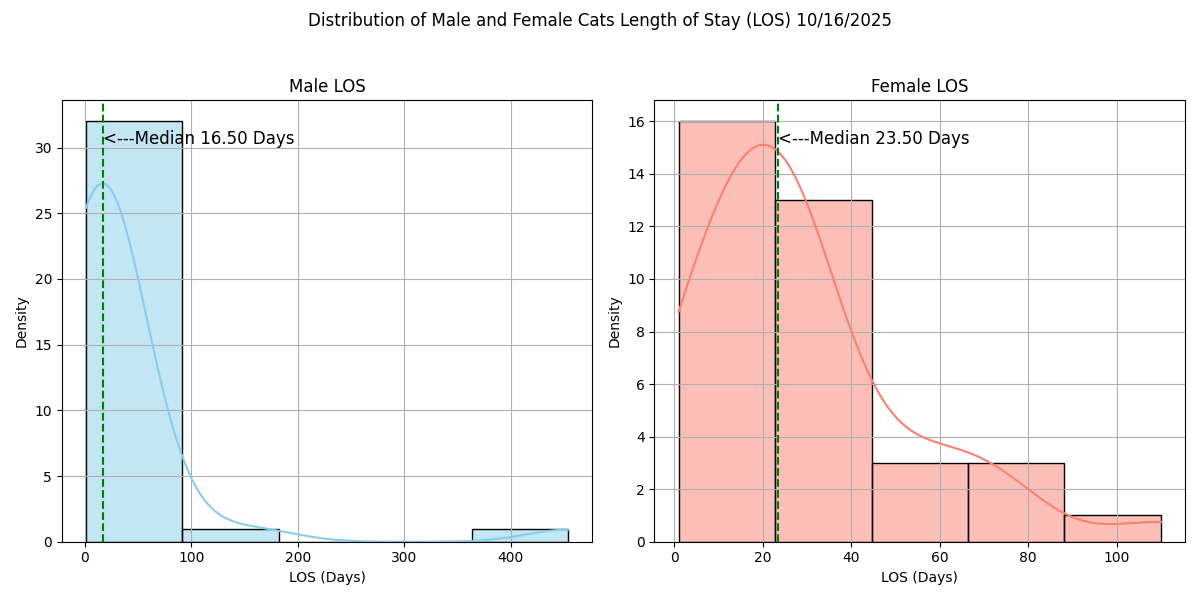 Distribution of Male and Female Cats Length of Stay (LOS) 10/16/2025
Male LOS
<---Median 16.50 Days
Density
30
25
20
15
10
5
0
0 100 200 300 400
LOS (Days)
Female LOS
<---Median 23.50 Days
Density
16
14
12
10
8
6
4
2
0
0 20 40 60 80 100
LOS (Days)